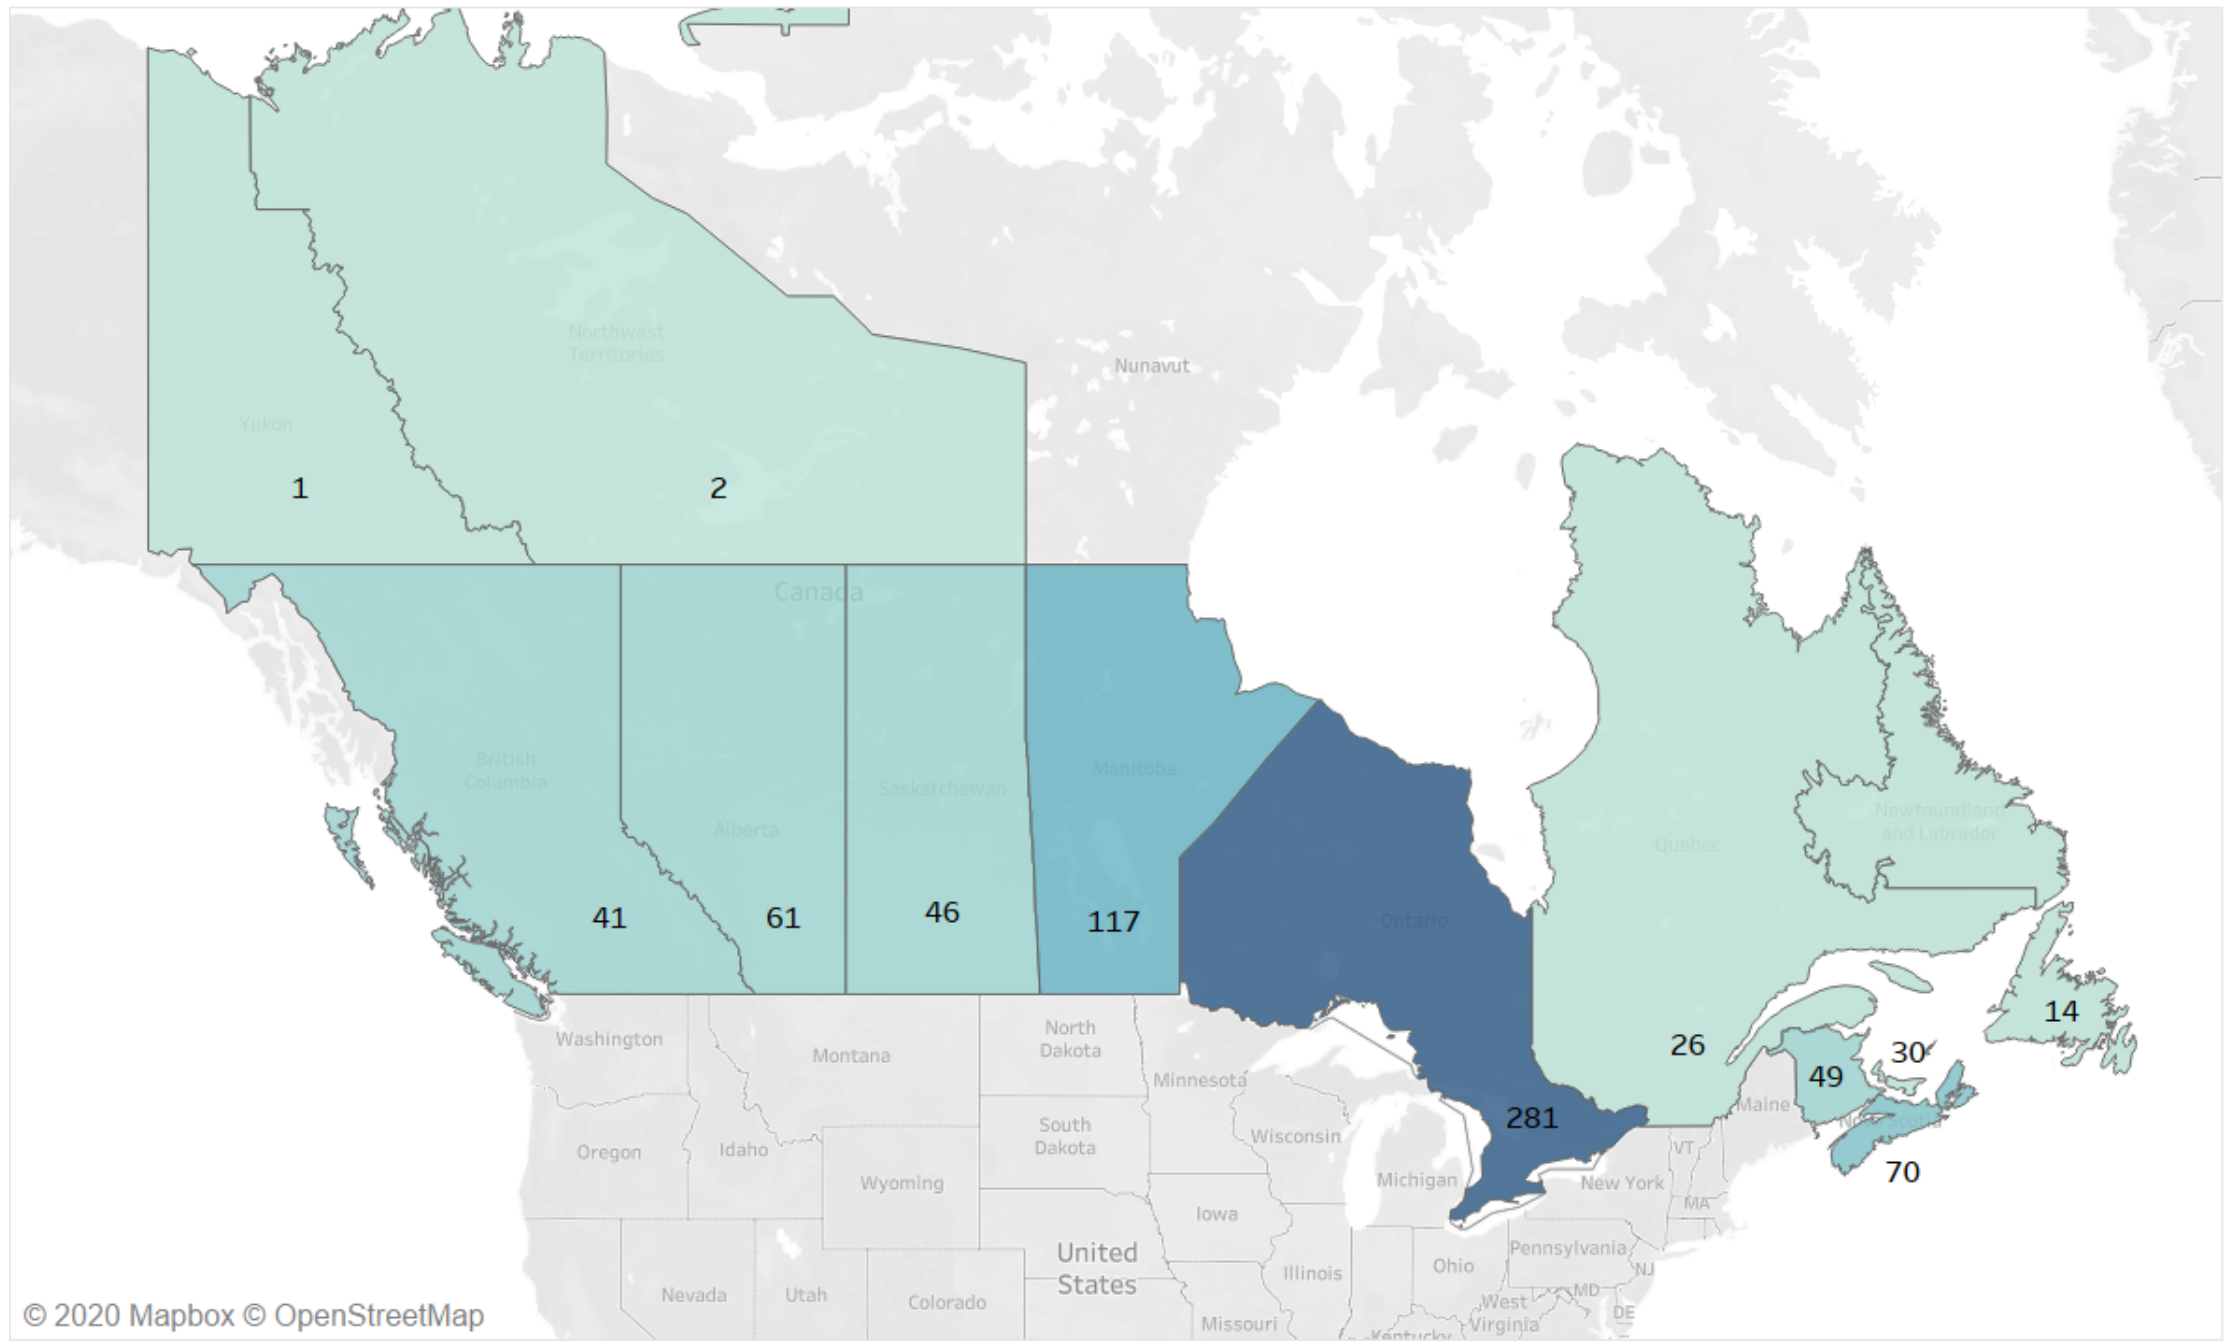 Northwest
Territories
Nunavut
Yukon
1
2
Canada
British
Columbia
Manitoba
Saskatchewan
Alberta
Newfoundland
and Labrador
Quebec
Ontario
41
61
46
117
14
26
30
49
281
Nova Scotia
70
Washington
Montana
North
Dakota
Minnesota
Maine
Oregon
Idaho
South
Dakota
Wisconsin
VT
Wyoming
Michigan
New York
MA
Iowa
United
States
Pennsylvania
Illinois
Ohio
NJ
Nevada
Utah
Colorado
MD
West
Virginia
DE
Missouri
Kentucky
© 2020 Mapbox © OpenStreetMap